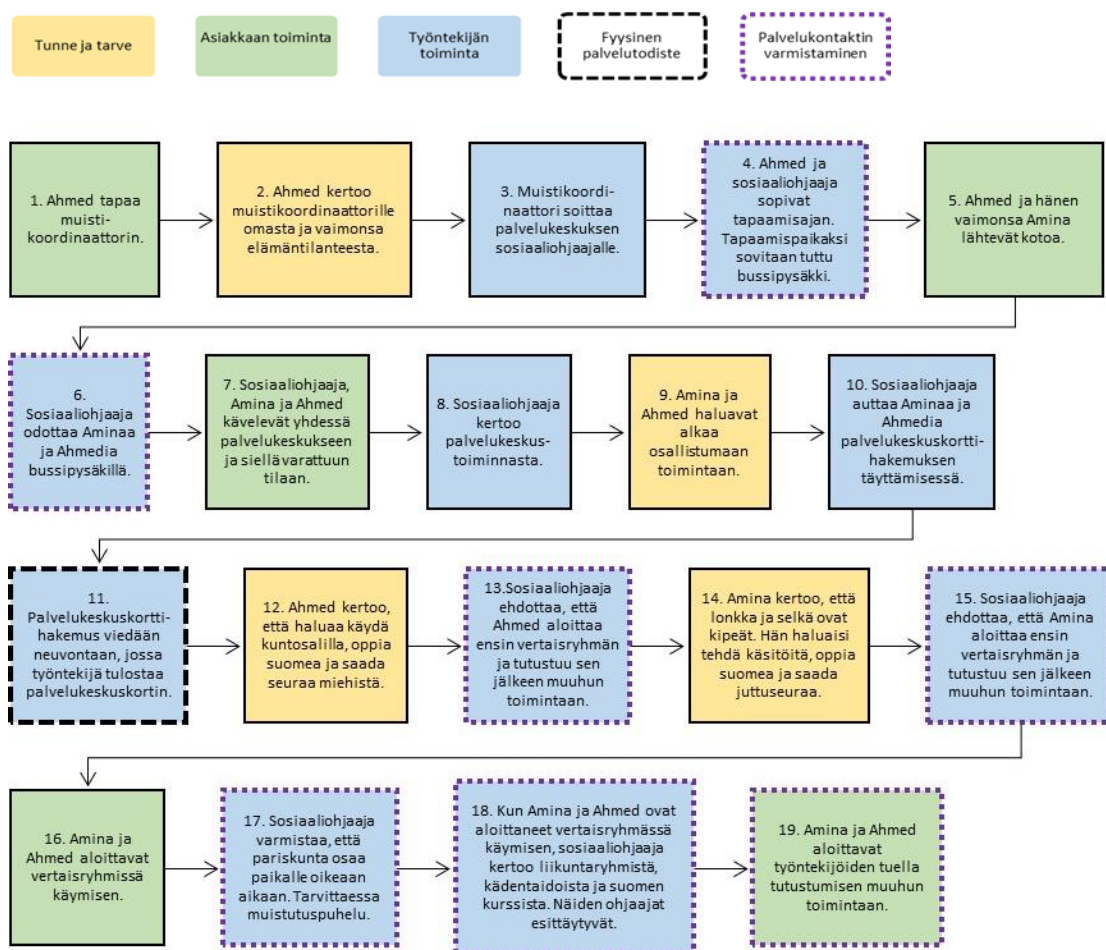 Tunne ja tarve
Asiakkaan toiminta
Työntekijän
toiminta
Fyysinen
palvelutodiste
Palvelukontaktin
varmistaminen
1. Ahmed tapaa
muisti-
koordinaattorin.
2. Ahmed kertoo
muistikoordinaattorille
omasta ja vaimonsa
elämäntilanteesta.
3. Muistikoordi-
naattori soittaa
palvelukeskuksen
sosiaaliohjaajalle.
4. Ahmed ja
sosiaaliohjaaja
sopivat
tapaamisajan.
Tapaamispaikaksi
sovitaan tuttu
bussipysäkki.
5. Ahmed ja hänen
vaimonsa Amina
lähtevät kotoa.
6.
Sosiaaliohjaaja
odottaa Aminaa
ja Ahmedia
bussipysäkillä.
7. Sosiaaliohjaaja,
Amina ja Ahmed
kävelevät yhdessä
palvelukeskukseen
ja siellävarattuun
tilaan.
8. Sosiaaliohjaaja
kertoo
palvelukeskus-
toiminnasta.
9. Amina ja
Ahmed haluavat
alkaa
osallistumaan
toimintaan.
10. Sosiaaliohjaaja
auttaa Aminaa ja
Ahmedia
palvelukeskuskortti-
hakemuksen
täyttämisessä.
11.
Palvelukeskuskortti-
hakemus viedään
neuvontaan, jossa
työntekijä tulostaa
palvelukeskuskortin.
12. Ahmed kertoo,
että haluaa käydä
kuntosalilla, oppia
suomea ja saada
seuraa miehistä.
13.Sosiaaliohjaaja
ehdottaa, että
Ahmed aloittaa
ensin vertaisryhmän
ja tutustuu sen
jälkeen muuhun
toimintaan.
14. Amina kertoo, että
lonkka ja selkä ovat
kipeät. Hän haluaisi
tehdä käsitöitä, oppia
suomea ja saada
juttuseuraa.
15. Sosiaaliohjaaja
ehdottaa, että Amina
aloittaa ensin
vertaisryhmän ja
tutustuu sen jälkeen
muuhun toimintaan.
16. Amina ja
Ahmed aloittavat
vertaisryhmissä
käymisen.
17. Sosiaaliohjaaja
varmistaa, että
pariskunta osaa
paikalle oikeaan
aikaan. Tarvittaessa
muistutuspuhelu.
18. Kun Amina ja Ahmed ovat
aloittaneet vertaisryhmässä
käymisen, sosiaaliohjaaja
kertoo liikuntaryhmistä,
kädentaidoista ja suomen
kurssista. Näiden ohjaajat
esittäytyvät.
19. Amina ja Ahmed
aloittavat
työntekijöiden tuella
tutustumisen muuhun
toimintaan.